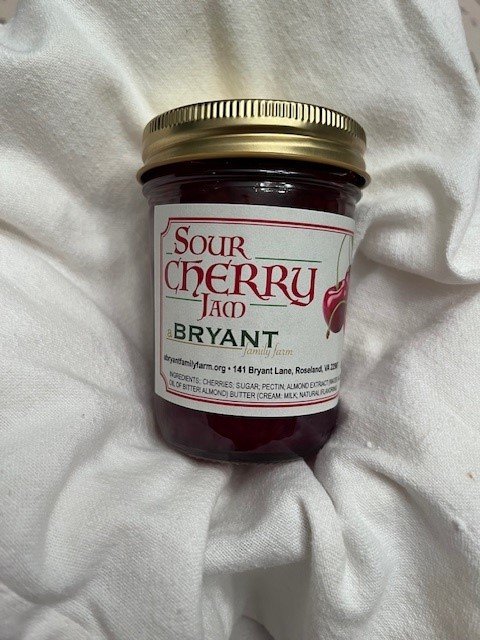 SOUR
CHERRY
JAM
a BRYANT
family farm
abryantfamilyfarm.org • 141 Bryant Lane, Roseland, VA
INGREDIENTS: CHERRIES; SUGAR; PECTIN; ALMOND EXTRACT
OIL OF BITTER ALMOND) BUTTER (CREAM: MILK; NATURAL